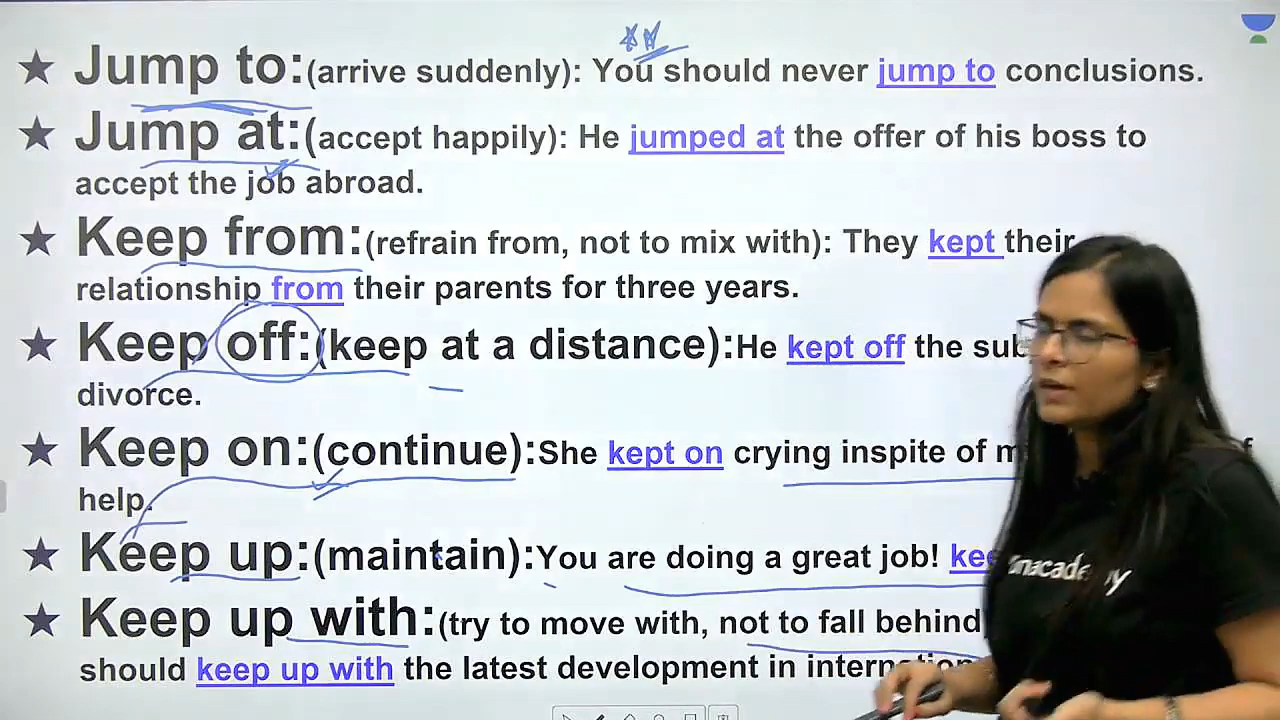 ★ Jump to:(arrive suddenly): You should never jump to conclusions.
★ Jump at:(accept happily): He jumped at the offer of his boss to
accept the job abroad.
★ Keep from:(refrain from, not to mix with): They kept their
relationship from their parents for three years.
★ Keep off:(keep at a distance):He kept off the sub
divorce.
★ Keep on:(continue):She kept on crying inspite of m f
help.
★ Keep up:(maintain):You are doing a great job! kee
★ Keep up with:(try to move with, not to fall behind
should keep up with the latest development in internation
unacademy